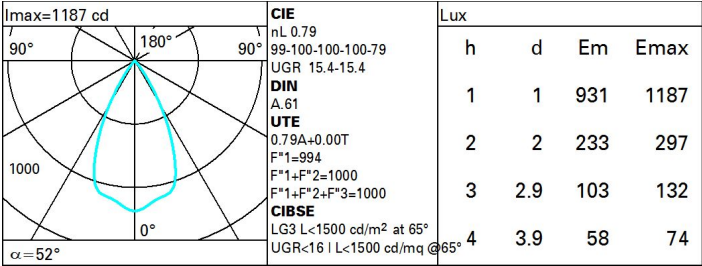 Imax=1187 cd
90°
180°
90°
1000
0°
α=52°
CIE
nL 0.79
99-100-100-100-79
UGR 15.4-15.4
DIN
A.61
UTE
0.79A+0.00T
F"1=994
F"1+F"2=1000
F"1+F"2+F"3=1000
CIBSE
LG3 L<1500 cd/m² at 65°
UGR<16 | L<1500 cd/mq @65°
Lux
h d Em Emax
1 1 931 1187
2 2 233 297
3 2.9 103 132
4 3.9 58 74